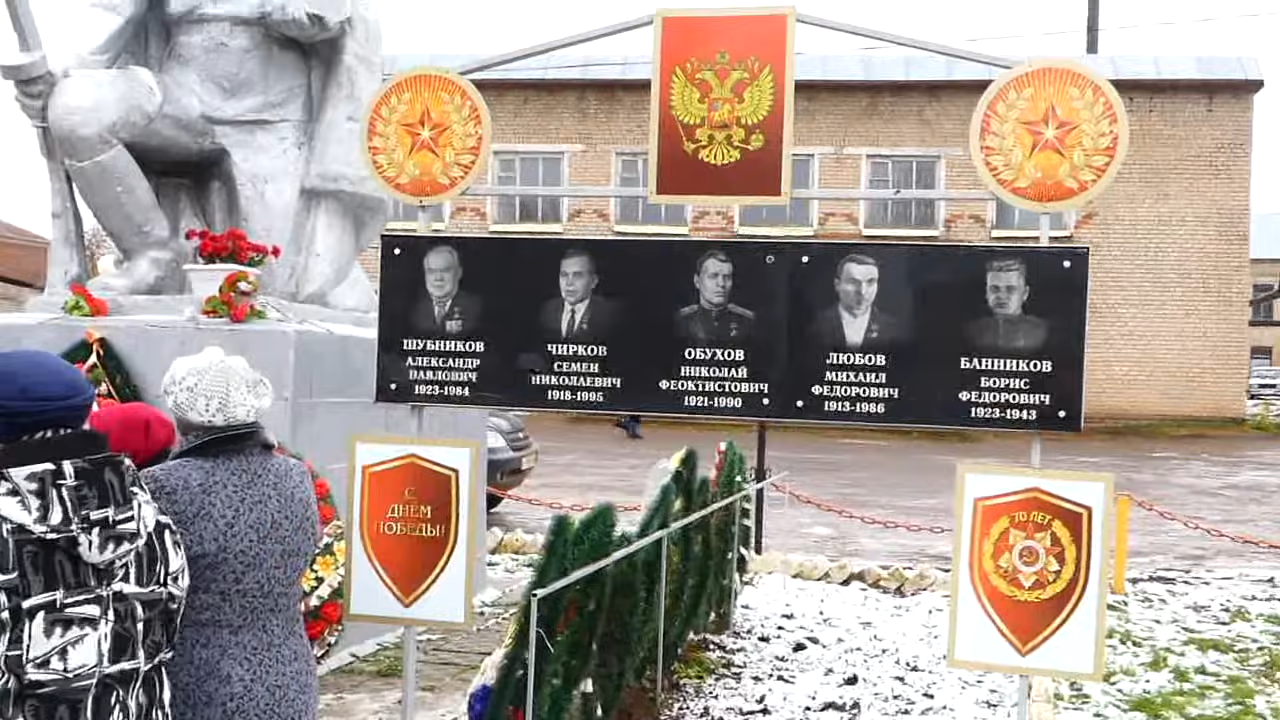 ШУБНИКОВ
АЛЕКСАНДР
ПАВЛОВИЧ
1923-1984
ЧИРКОВ
СЕМЕН
НИКОЛАЕВИЧ
1918-1995
ОБУХОВ
НИКОЛАЙ
ФЕОКТИСТОВИЧ
1921-1990
ЛЮБОВ
МИХАИЛ
ФЕДОРОВИЧ
1913-1986
БАННИКОВ
БОРИС
ФЕДОРОВИЧ
1923-1943
С
ДНЁМ
ПОБЕДЫ!
70 ЛЕТ